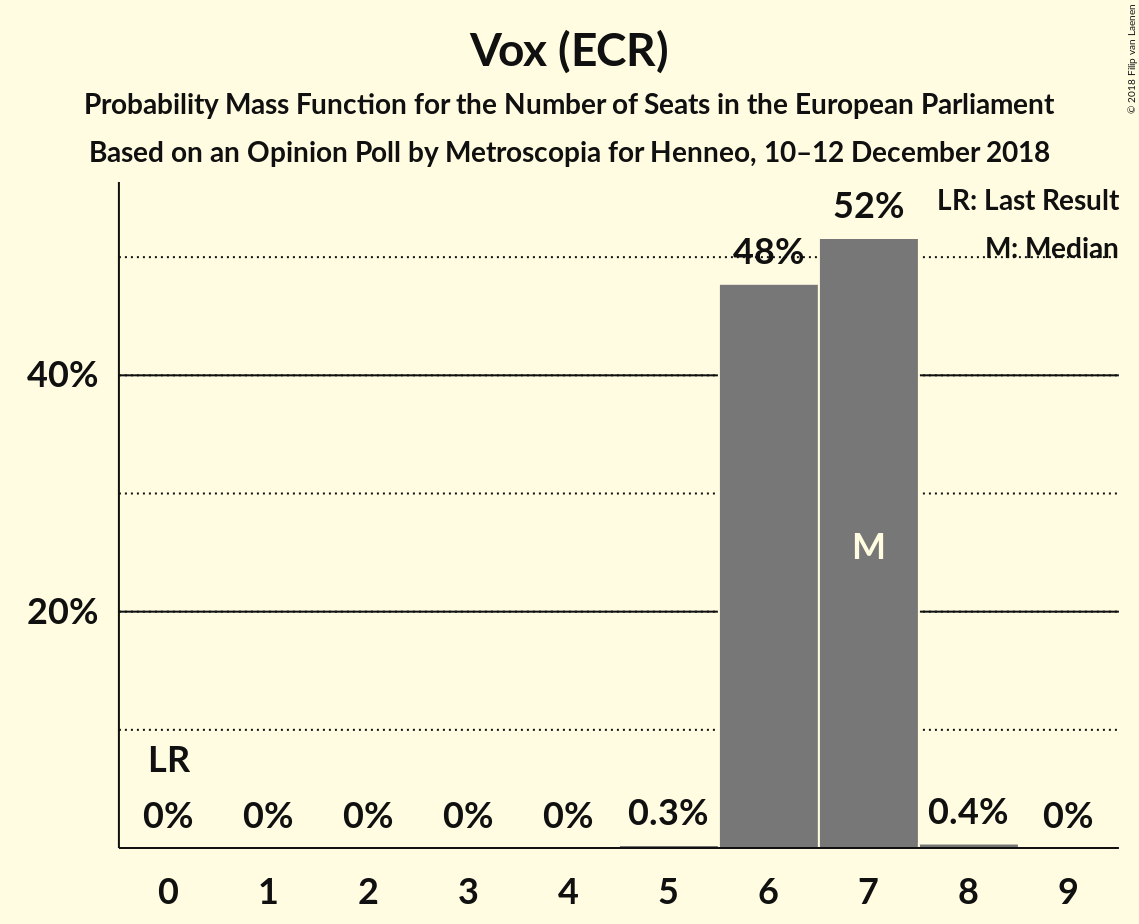 Vox (ECR)
Probability Mass Function for the Number of Seats in the European Parliament
Based on an Opinion Poll by Metroscopia for Henneo, 10–12 December 2018
© 2018 Filip van Laenen
LR: Last Result
M: Median
52%
48%
40%
M
20%
LR
0% 0% 0% 0% 0% 0.3% 0.4% 0%
0 1 2 3 4 5 6 7 8 9